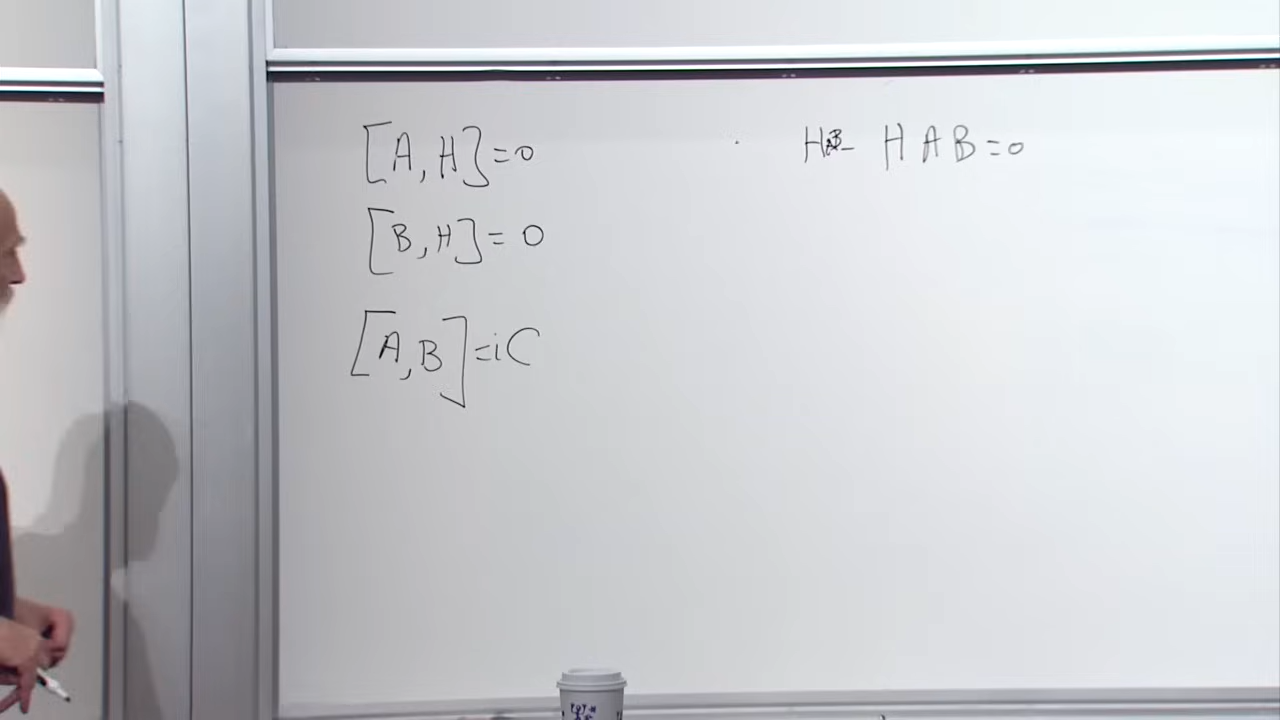 [A, H] = 0
[B, H] = 0
[A, B] = iC
H A B = 0